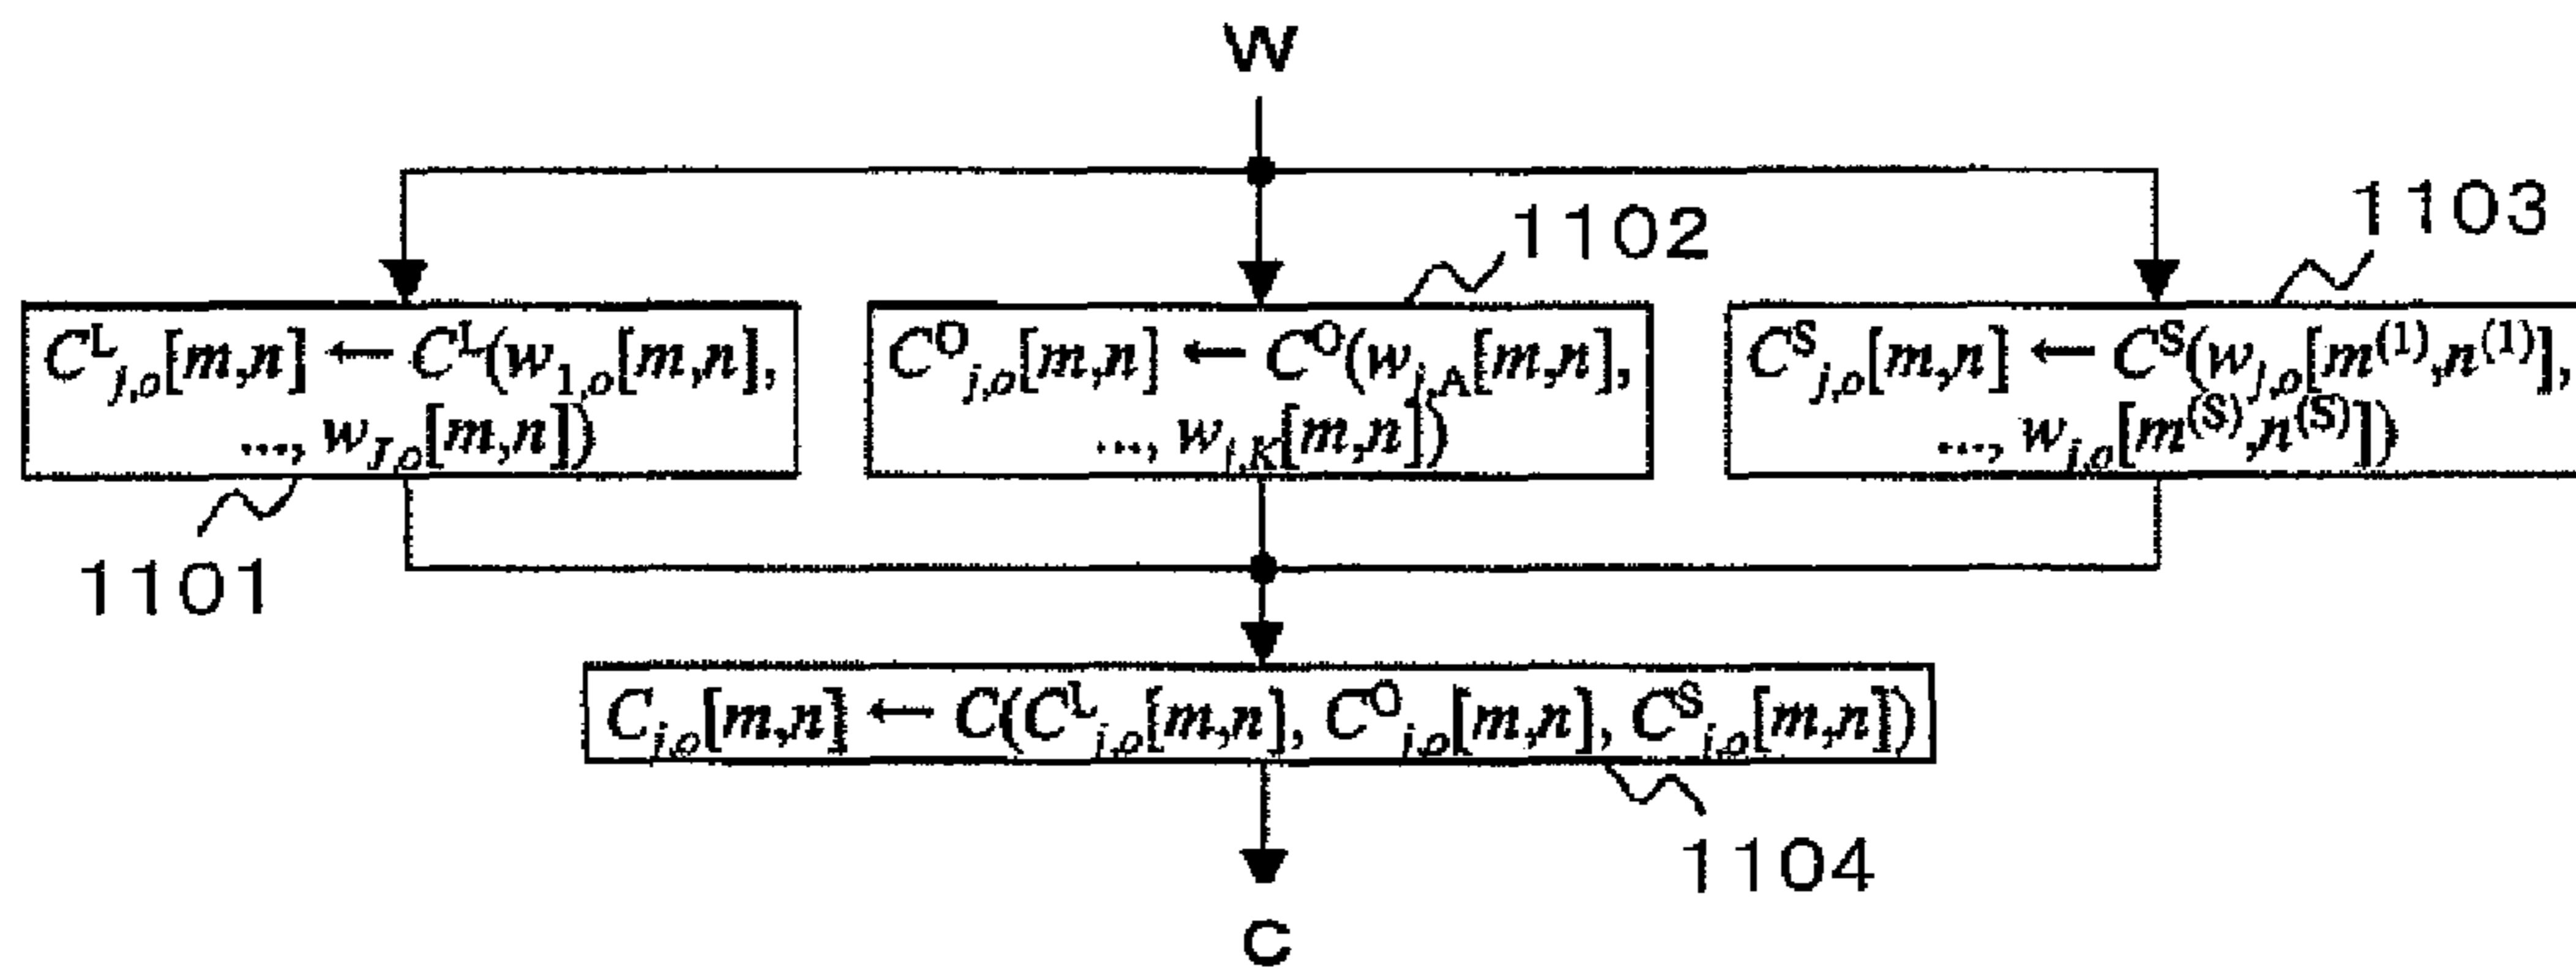 W
1102
1103
C^L_{j,o}[m,n] ← C^L(w_{1,o}[m,n],
..., w_{J,o}[m,n])
C^O_{j,o}[m,n] ← C^O(w_{j,A}[m,n],
..., w_{j,K}[m,n])
C^S_{j,o}[m,n] ← C^S(w_{j,o}[m^{(1)},n^{(1)}],
..., w_{j,o}[m^{(S)},n^{(S)}])
1101
C_{j,o}[m,n] ← C(C^L_{j,o}[m,n], C^O_{j,o}[m,n], C^S_{j,o}[m,n])
1104
C